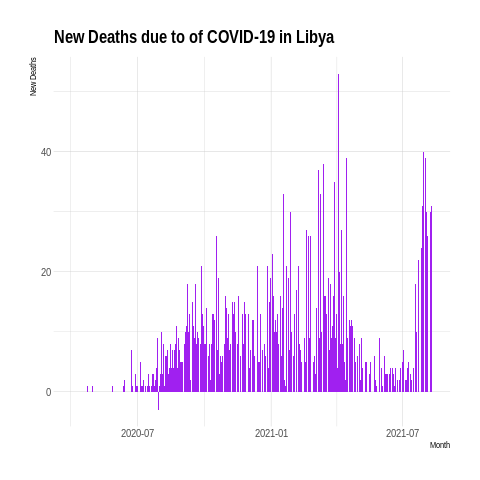 New Deaths due to of COVID-19 in Libya
New Deaths
40
20
0
2020-07
2021-01
2021-07
Month